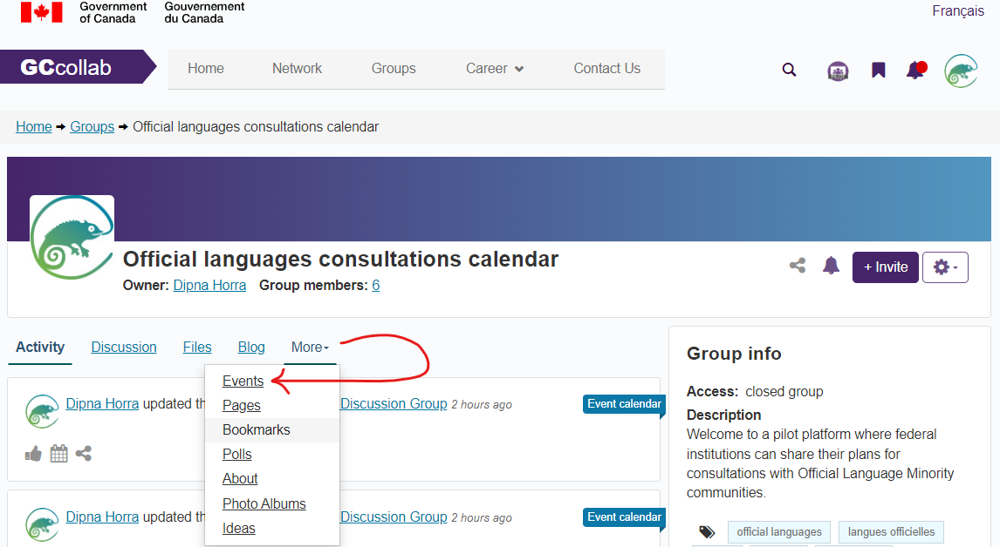 Government of Canada
Gouvernement du Canada
Français
GCcollab
Home Network Groups Career Contact Us
Home ➞ Groups ➞ Official languages consultations calendar
Official languages consultations calendar
Owner: Dipna Horra Group members: 6
+ Invite
Activity Discussion Files Blog More
Events
Pages
Bookmarks
Polls
About
Photo Albums
Ideas
Dipna Horra updated th Discussion Group 2 hours ago
Event calendar
Dipna Horra updated th Discussion Group 2 hours ago
Event calendar
Group info
Access: closed group
Description
Welcome to a pilot platform where federal
institutions can share their plans for
consultations with Official Language Minority
communities.
official languages langues officielles